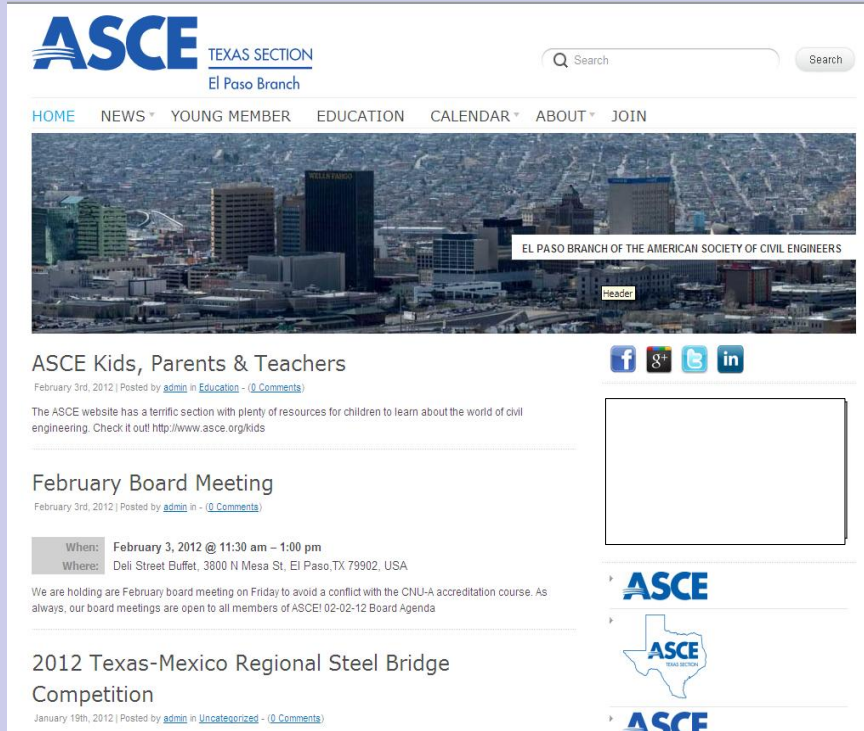 ASCE TEXAS SECTION
El Paso Branch
Search
Search
HOME NEWS YOUNG MEMBER EDUCATION CALENDAR ABOUT JOIN
WELLS FARGO
EL PASO BRANCH OF THE AMERICAN SOCIETY OF CIVIL ENGINEERS
Header
ASCE Kids, Parents & Teachers
February 3rd, 2012 | Posted by admin in Education - (0 Comments)
The ASCE website has a terrific section with plenty of resources for children to learn about the world of civil
engineering. Check it out! http://www.asce.org/kids
February Board Meeting
February 3rd, 2012 | Posted by admin in - (0 Comments)
When: February 3, 2012 @ 11:30 am – 1:00 pm
Where: Deli Street Buffet, 3800 N Mesa St, El Paso,TX 79902, USA
We are holding are February board meeting on Friday to avoid a conflict with the CNU-A accreditation course. As
always, our board meetings are open to all members of ASCE! 02-02-12 Board Agenda
2012 Texas-Mexico Regional Steel Bridge
Competition
January 19th, 2012 | Posted by admin in Uncategorized - (0 Comments)
f g+ t in
ASCE
ASCE
TEXAS SECTION
ASCE